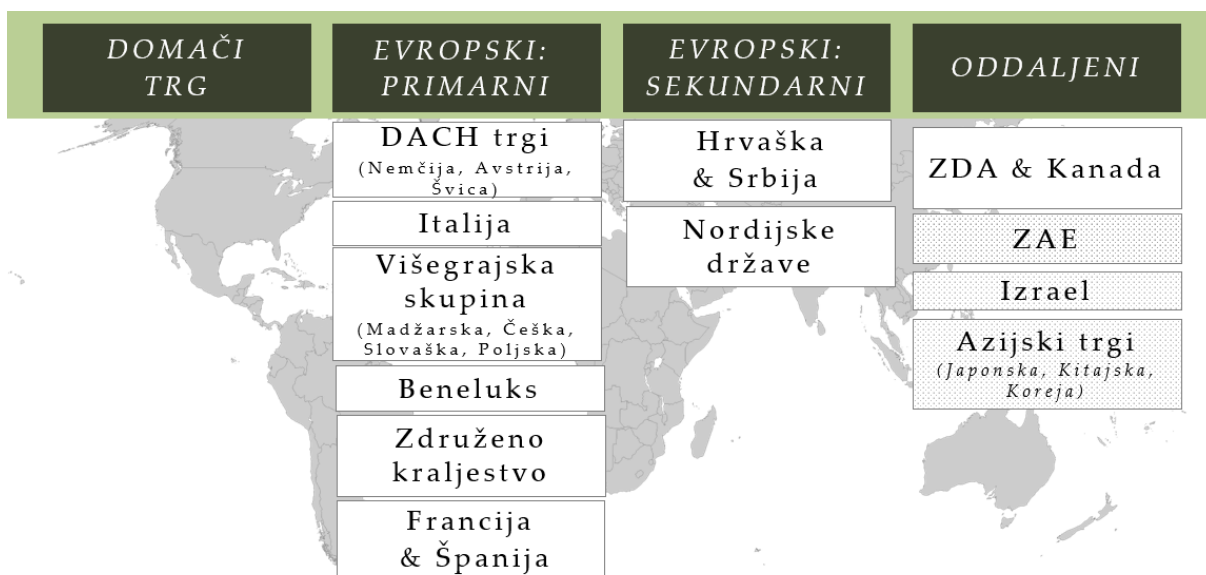 DOMAČI
TRG
EVROPSKI:
PRIMARNI
EVROPSKI:
SEKUNDARNI
ODDALJENI
DACH trgi
(Nemčija, Avstrija,
Švica)
Italija
Višegrajska
skupina
(Madžarska, Češka,
Slovaška, Poljska)
Beneluks
Združeno
kraljestvo
Francija
& Španija
Hrvaška
& Srbija
Nordijske
države
ZDA & Kanada
ZAE
Izrael
Azijski trgi
(Japonska, Kitajska,
Koreja)